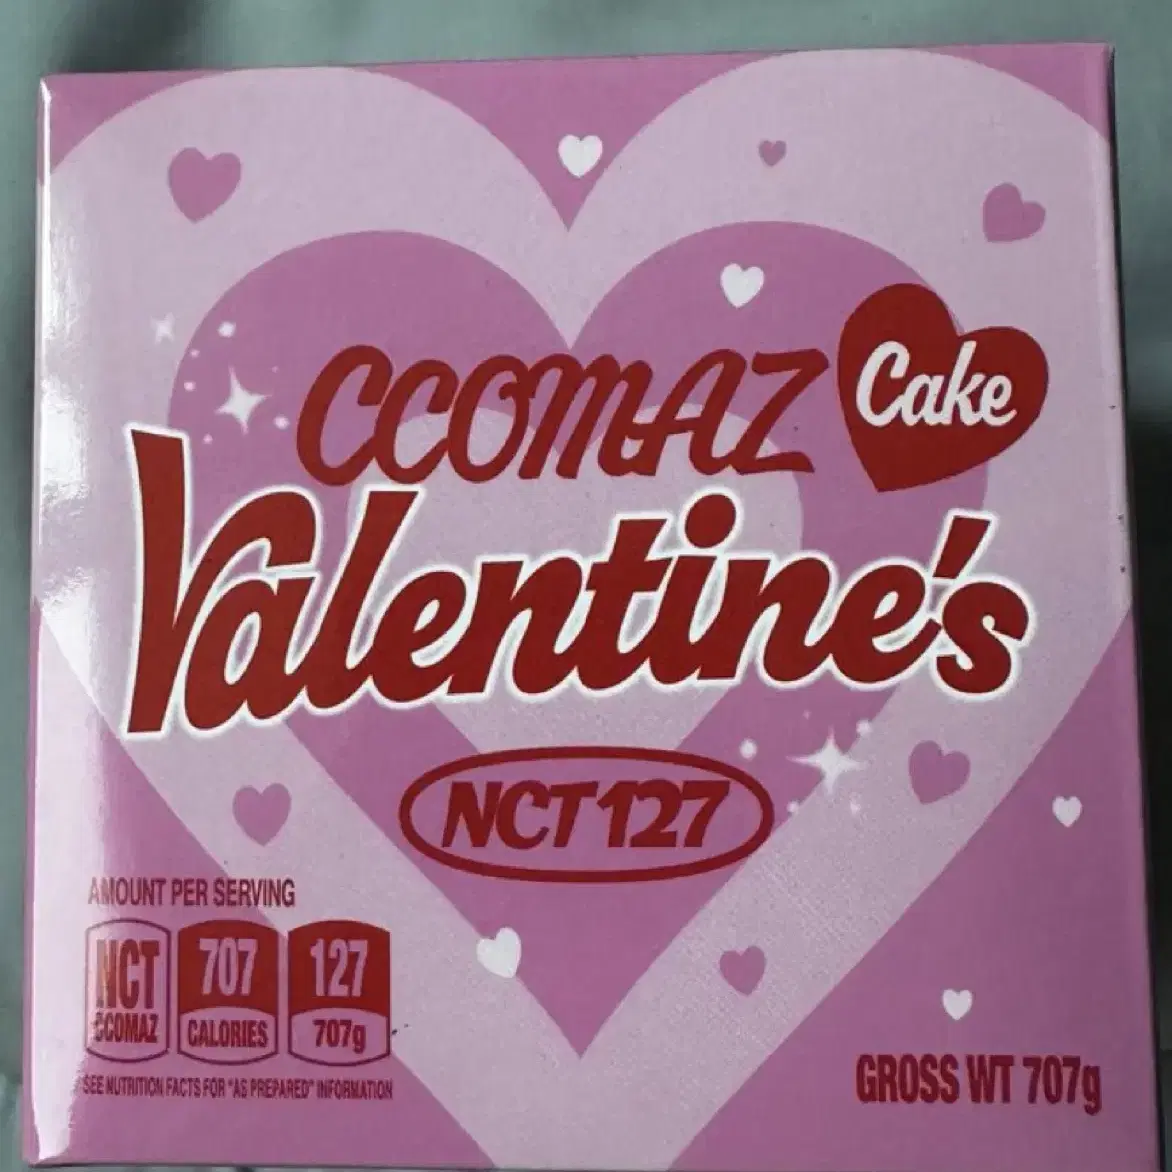 CCOMAZ Cake
Valentine's
NCT 127
AMOUNT PER SERVING
NCT 707 127
CCOMAZ CALORIES 707g
SEE NUTRITION FACTS FOR "AS PREPARED" INFORMATION
GROSS WT 707g